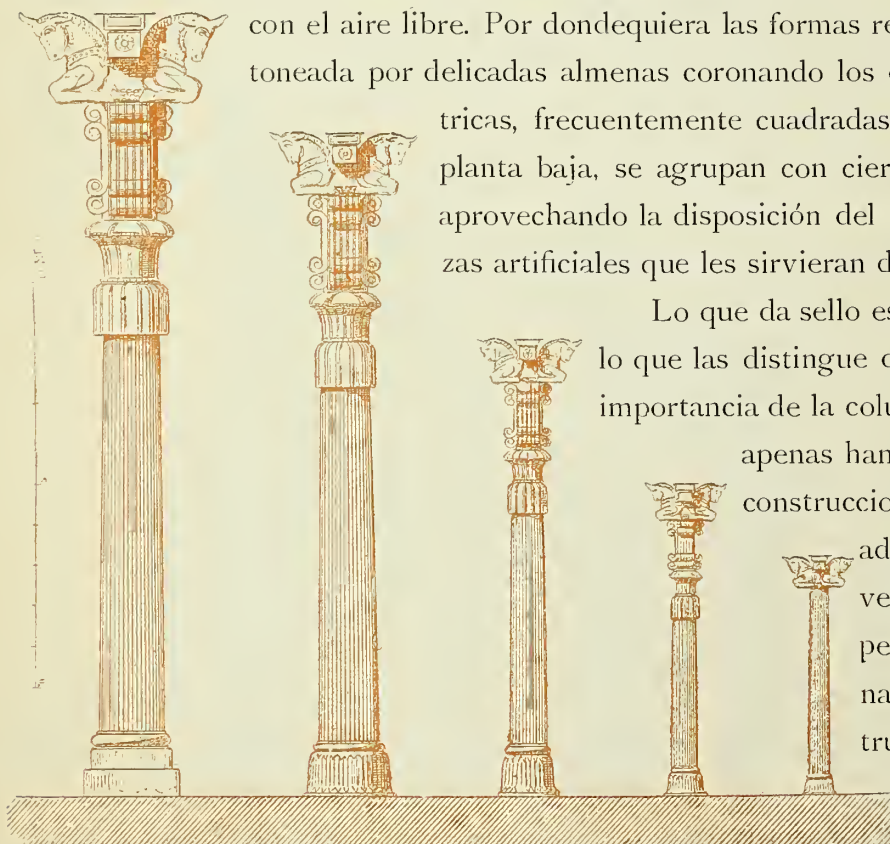 con el aire libre. Por dondequiera las formas re
toneada por delicadas almenas coronando los
tricas, frecuentemente cuadradas
planta baja, se agrupan con cier
aprovechando la disposición del
zas artificiales que les sirvieran d
Lo que da sello es
lo que las distingue
importancia de la colu
apenas han
construccio
ad
ve
pe
na
tru